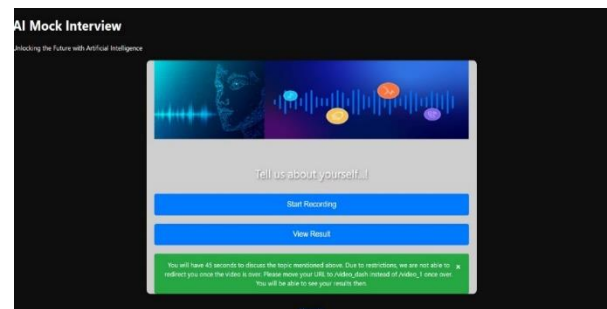 AI Mock Interview
Unlocking the Future with Artificial Intelligence
Tell us about yourself...!
Start Recording
View Result
You will have 45 seconds to discuss the topic mentioned above. Due to restrictions, we are not able to ×
redirect you once the video is over. Please move your URL to /video_dash instead of /video_1 once over.
You will be able to see your results then.